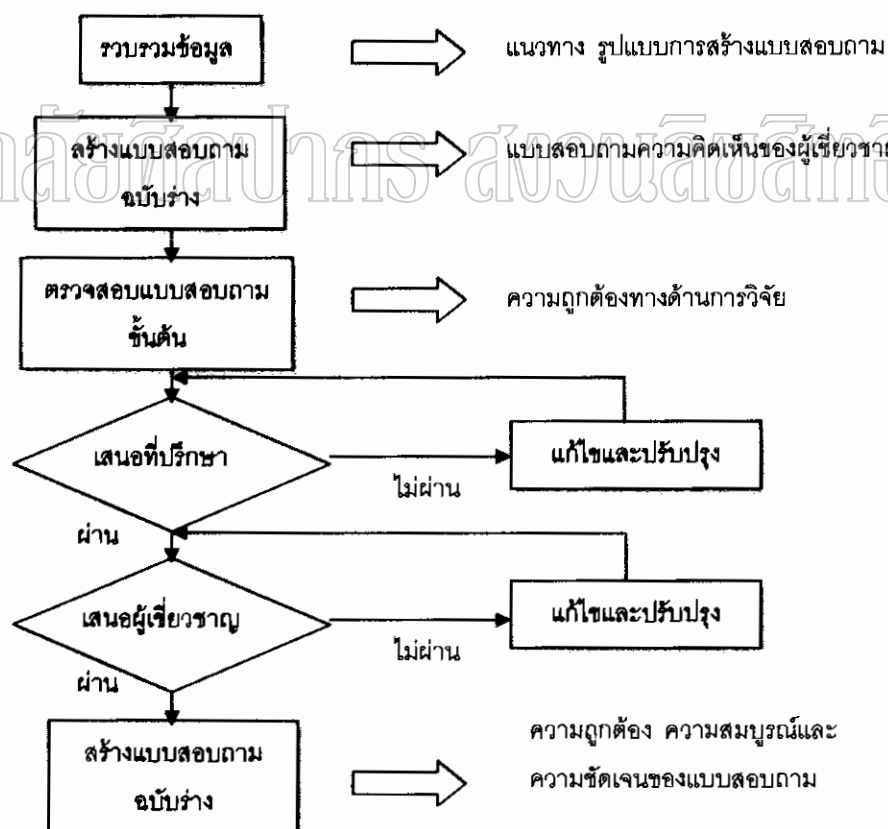 รวบรวมข้อมูล
แนวทาง รูปแบบการสร้างแบบสอบถาม
สร้างแบบสอบถาม
ฉบับร่าง
แบบสอบถามความคิดเห็นของผู้เชี่ยวชาญ
ตรวจสอบแบบสอบถาม
ขั้นต้น
ความถูกต้องทางด้านการวิจัย
เสนอที่ปรึกษา
ไม่ผ่าน
แก้ไขและปรับปรุง
ผ่าน
เสนอผู้เชี่ยวชาญ
ไม่ผ่าน
แก้ไขและปรับปรุง
ผ่าน
สร้างแบบสอบถาม
ฉบับร่าง
ความถูกต้อง ความสมบูรณ์และ
ความชัดเจนของแบบสอบถาม